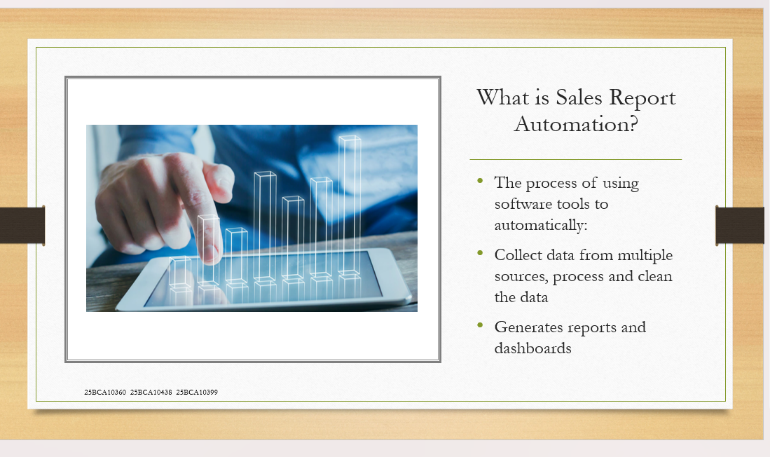 What is Sales Report
Automation?
The process of using
software tools to
automatically:
Collect data from multiple
sources, process and clean
the data
Generates reports and
dashboards
25BCA10360 25BCA10438 25BCA10399